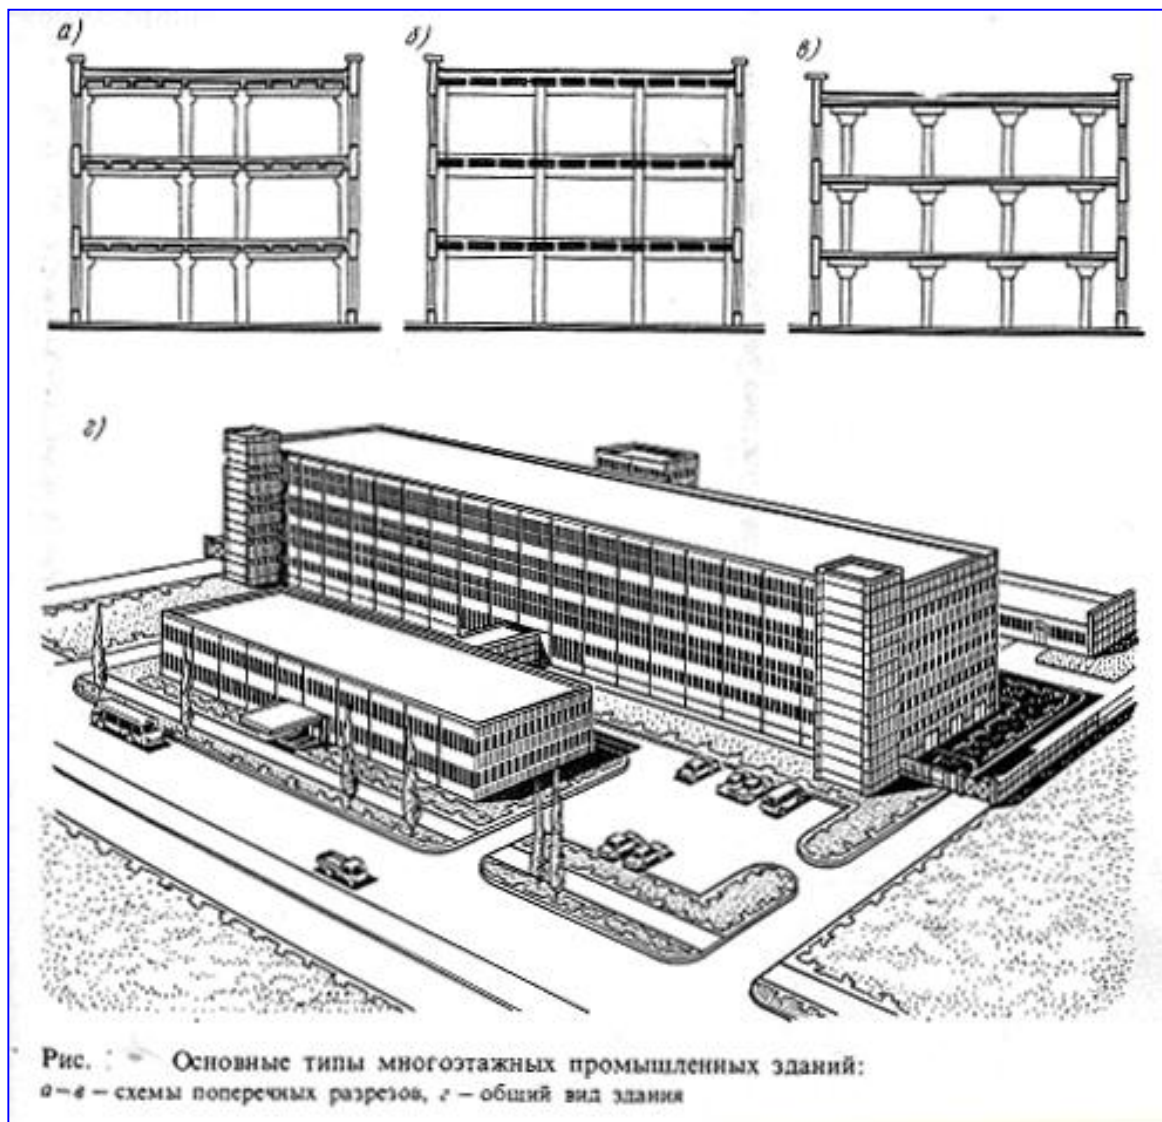 а) б) в)
г)
Рис. Основные типы многоэтажных промышленных зданий:
а–в – схемы поперечных разрезов, г – общий вид здания